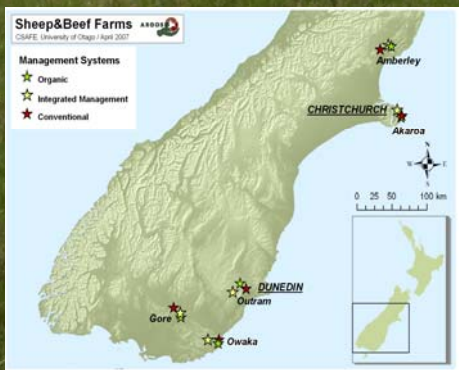 Sheep&Beef Farms
ARGOS
CSAFE, University of Otago / April 2007
Management Systems
Organic
Integrated Management
Conventional
Amberley
CHRISTCHURCH
Akaroa
N
W E
S
0 25 50 100 km
DUNEDIN
Outram
Gore
Owaka